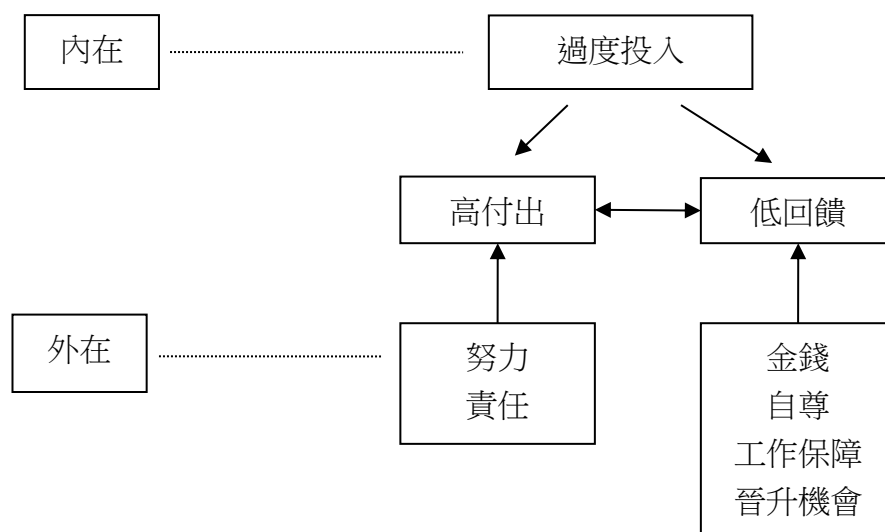 內在
過度投入
高付出
低回饋
外在
努力
責任
金錢
自尊
工作保障
晉升機會